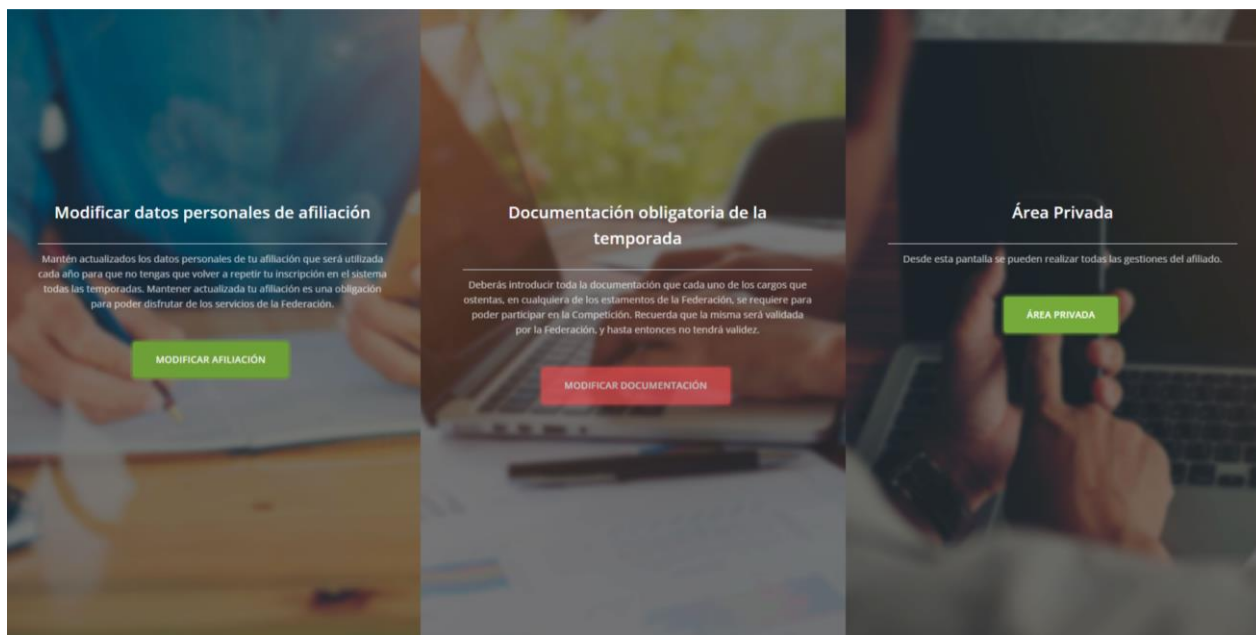 Modificar datos personales de afiliación
Mantén actualizados los datos personales de tu afiliación que será utilizada
cada año para que no tengas que volver a repetir tu inscripción en el sistema
todas las temporadas. Mantener actualizada tu afiliación es una obligación
para poder disfrutar de los servicios de la Federación.
MODIFICAR AFILIACIÓN
Documentación obligatoria de la
temporada
Deberás introducir toda la documentación que cada uno de los cargos que
ostentas, en cualquiera de los estamentos de la Federación, se requiere para
poder participar en la Competición. Recuerda que la misma será validada
por la Federación, y hasta entonces no tendrá validez.
MODIFICAR DOCUMENTACIÓN
Área Privada
Desde esta pantalla se pueden realizar todas las gestiones del afiliado.
ÁREA PRIVADA